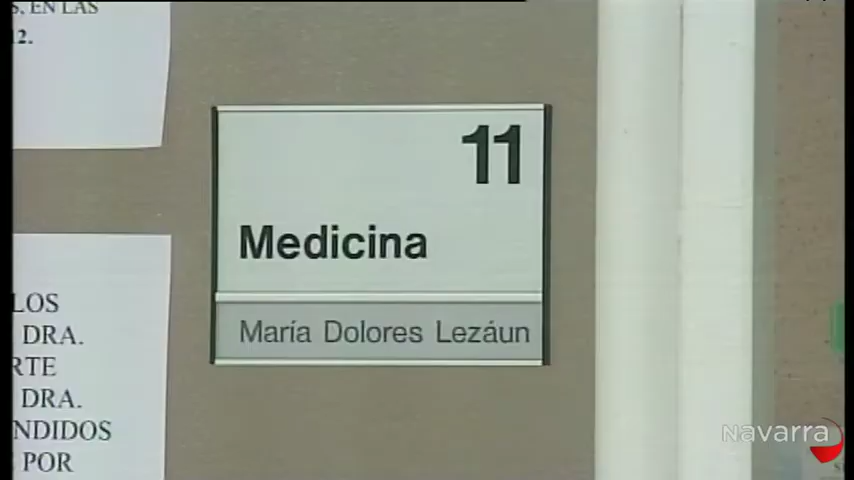 S, EN LAS
12.
11
Medicina
María Dolores Lezáun
LOS
DRA.
RTE
DRA.
NDIDOS
POR
Navarra